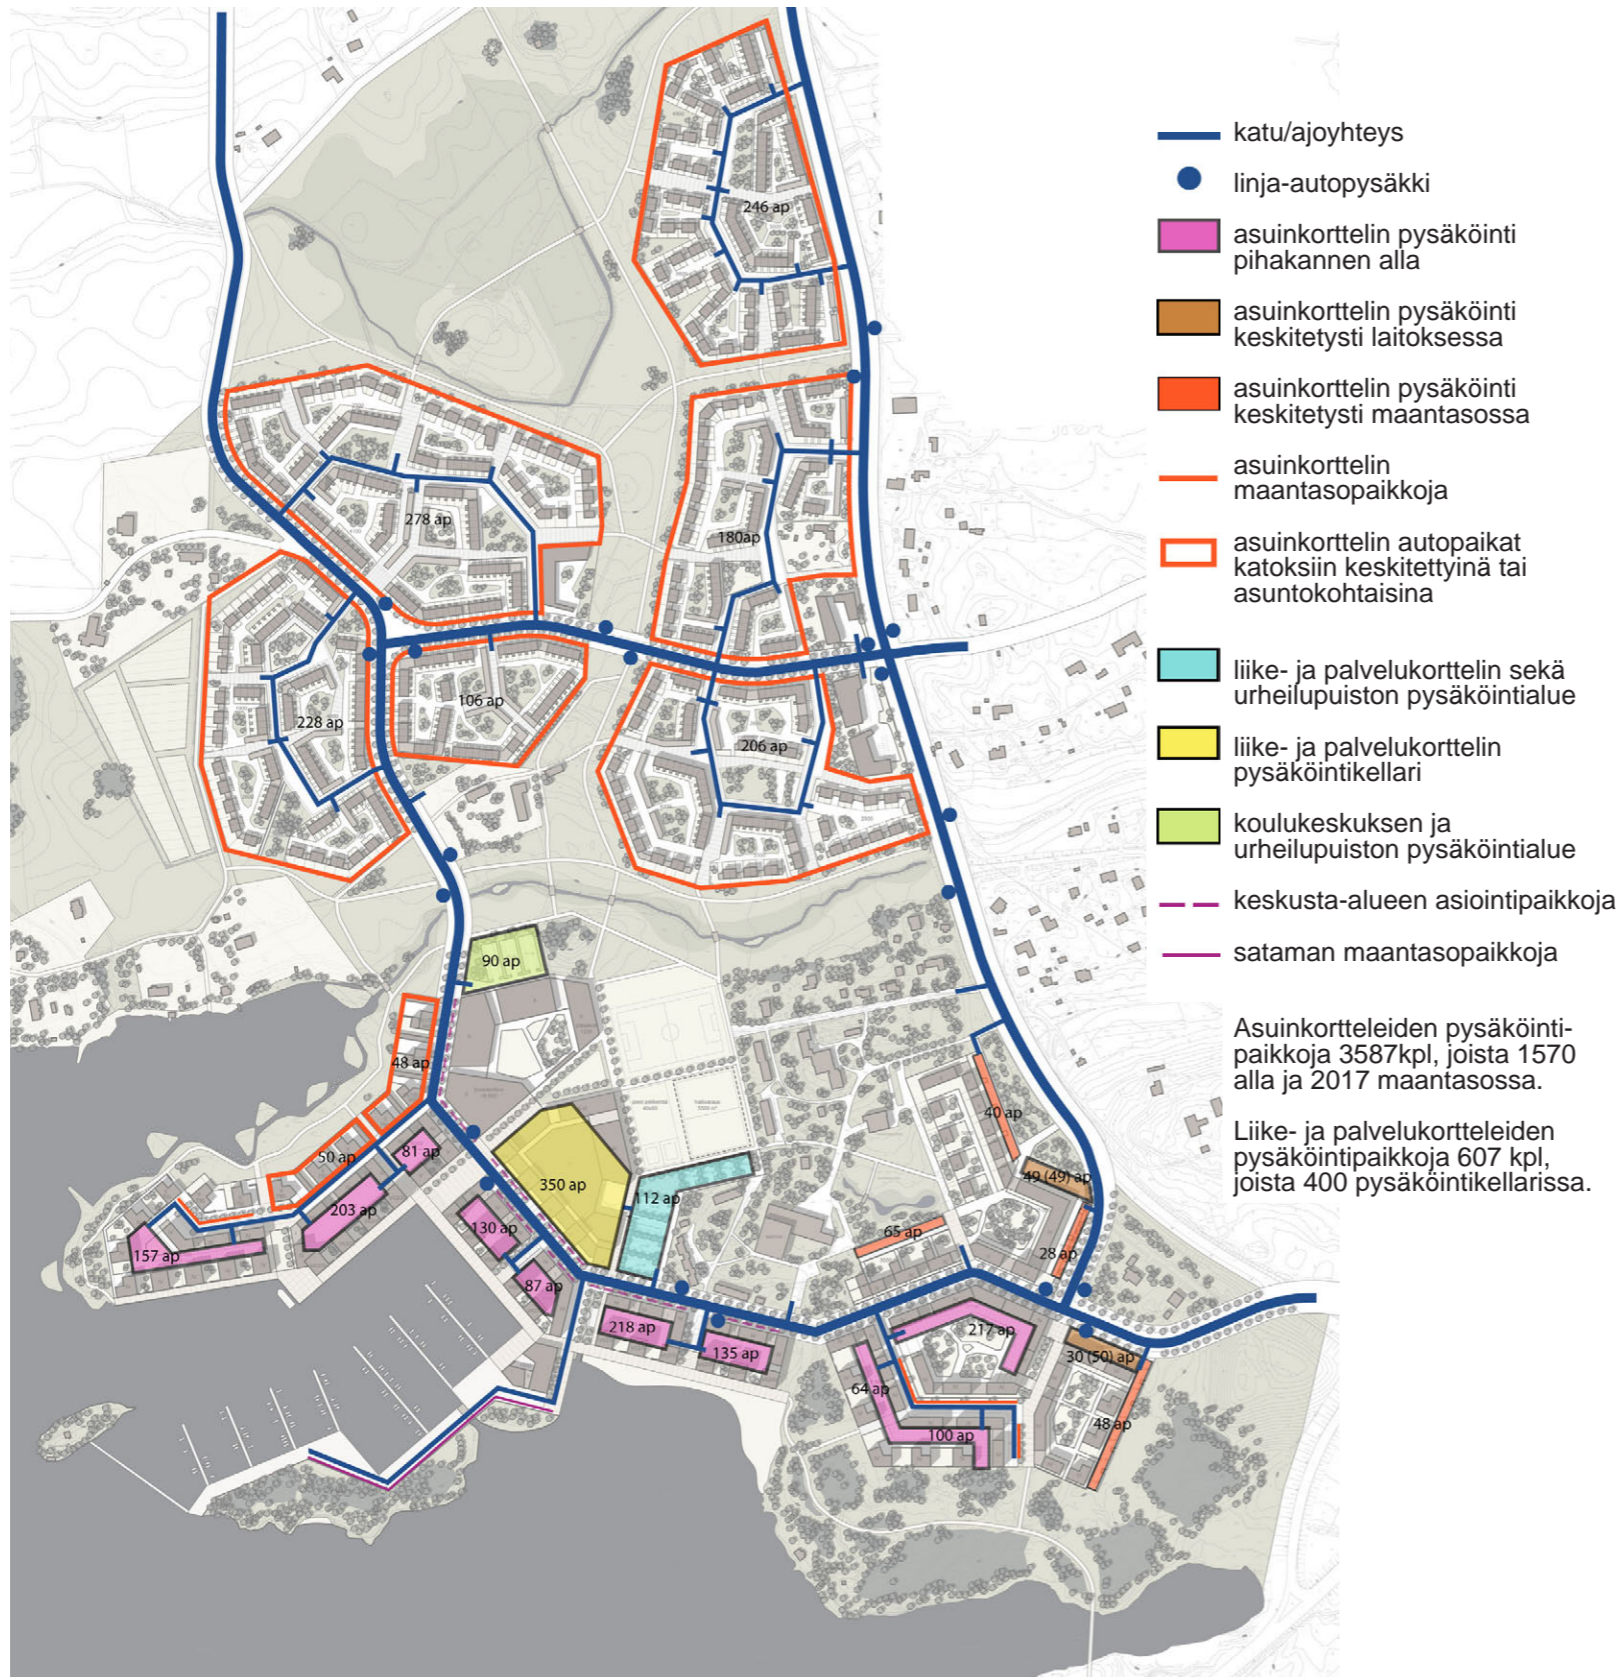 katu/ajoyhteys
linja-autopysäkki
asuinkorttelin pysäköinti
pihakannen alla
asuinkorttelin pysäköinti
keskitetysti laitoksessa
asuinkorttelin pysäköinti
keskitetysti maantasossa
asuinkorttelin
maantasopaikkoja
asuinkorttelin autopaikat
katoksiin keskitettyinä tai
asuntokohtaisina
liike- ja palvelukorttelin sekä
urheilupuiston pysäköintialue
liike- ja palvelukorttelin
pysäköintikellari
koulukeskuksen ja
urheilupuiston pysäköintialue
keskusta-alueen asiointipaikkoja
sataman maantasopaikkoja
Asuinkortteleiden pysäköinti-
paikkoja 3587kpl, joista 1570
alla ja 2017 maantasossa.
Liike- ja palvelukortteleiden
pysäköintipaikkoja 607 kpl,
joista 400 pysäköintikellarissa.
246 ap
278 ap
180ap
228 ap
106 ap
206 ap
90 ap
48 ap
40 ap
50 ap
81 ap
350 ap
112 ap
49 (49) ap
203 ap
130 ap
65 ap
157 ap
28 ap
87 ap
218 ap
135 ap
217 ap
30 (50) ap
64 ap
100 ap
48 ap